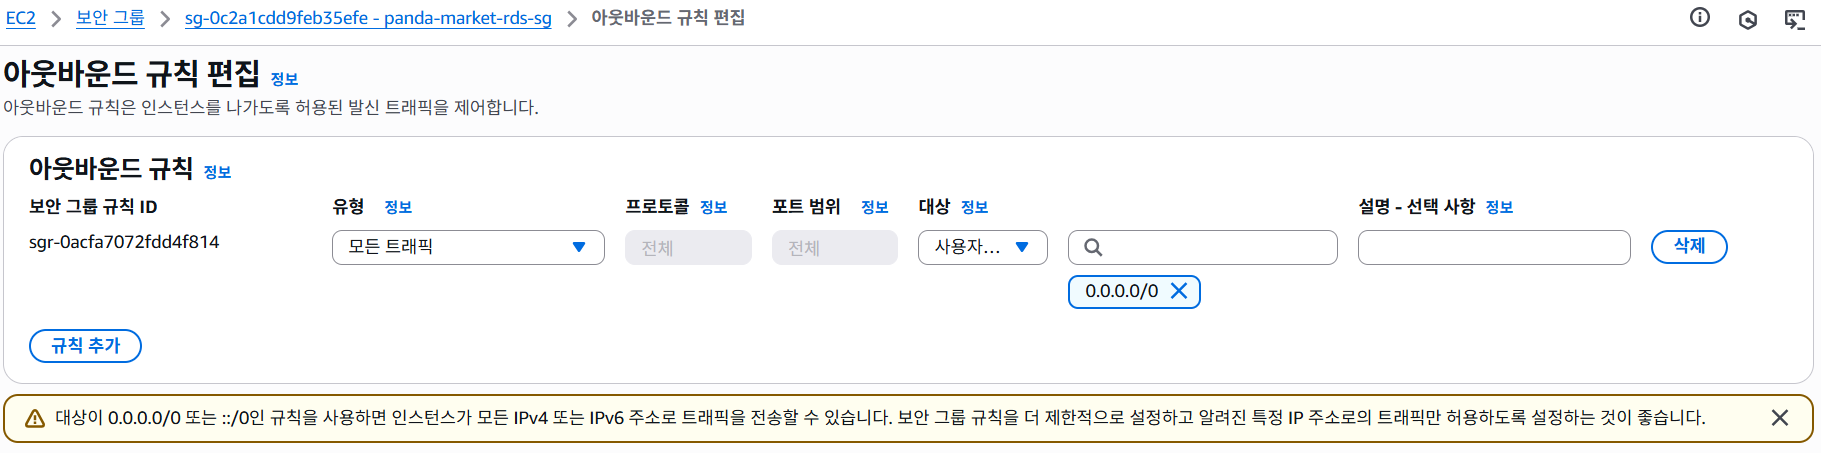 EC2 > 보안 그룹 > sg-0c2a1cdd9feb35efe - panda-market-rds-sg > 아웃바운드 규칙 편집
아웃바운드 규칙 편집 정보
아웃바운드 규칙은 인스턴스를 나가도록 허용된 발신 트래픽을 제어합니다.
아웃바운드 규칙 정보
보안 그룹 규칙 ID 유형 정보 프로토콜 정보 포트 범위 정보 대상 정보 설명 - 선택 사항 정보
sgr-0acfa7072fdd4f814 모든 트래픽 전체 전체 사용자... 삭제
0.0.0.0/0
규칙 추가
대상이 0.0.0.0/0 또는 ::/0인 규칙을 사용하면 인스턴스가 모든 IPv4 또는 IPv6 주소로 트래픽을 전송할 수 있습니다. 보안 그룹 규칙을 더 제한적으로 설정하고 알려진 특정 IP 주소로의 트래픽만 허용하도록 설정하는 것이 좋습니다.